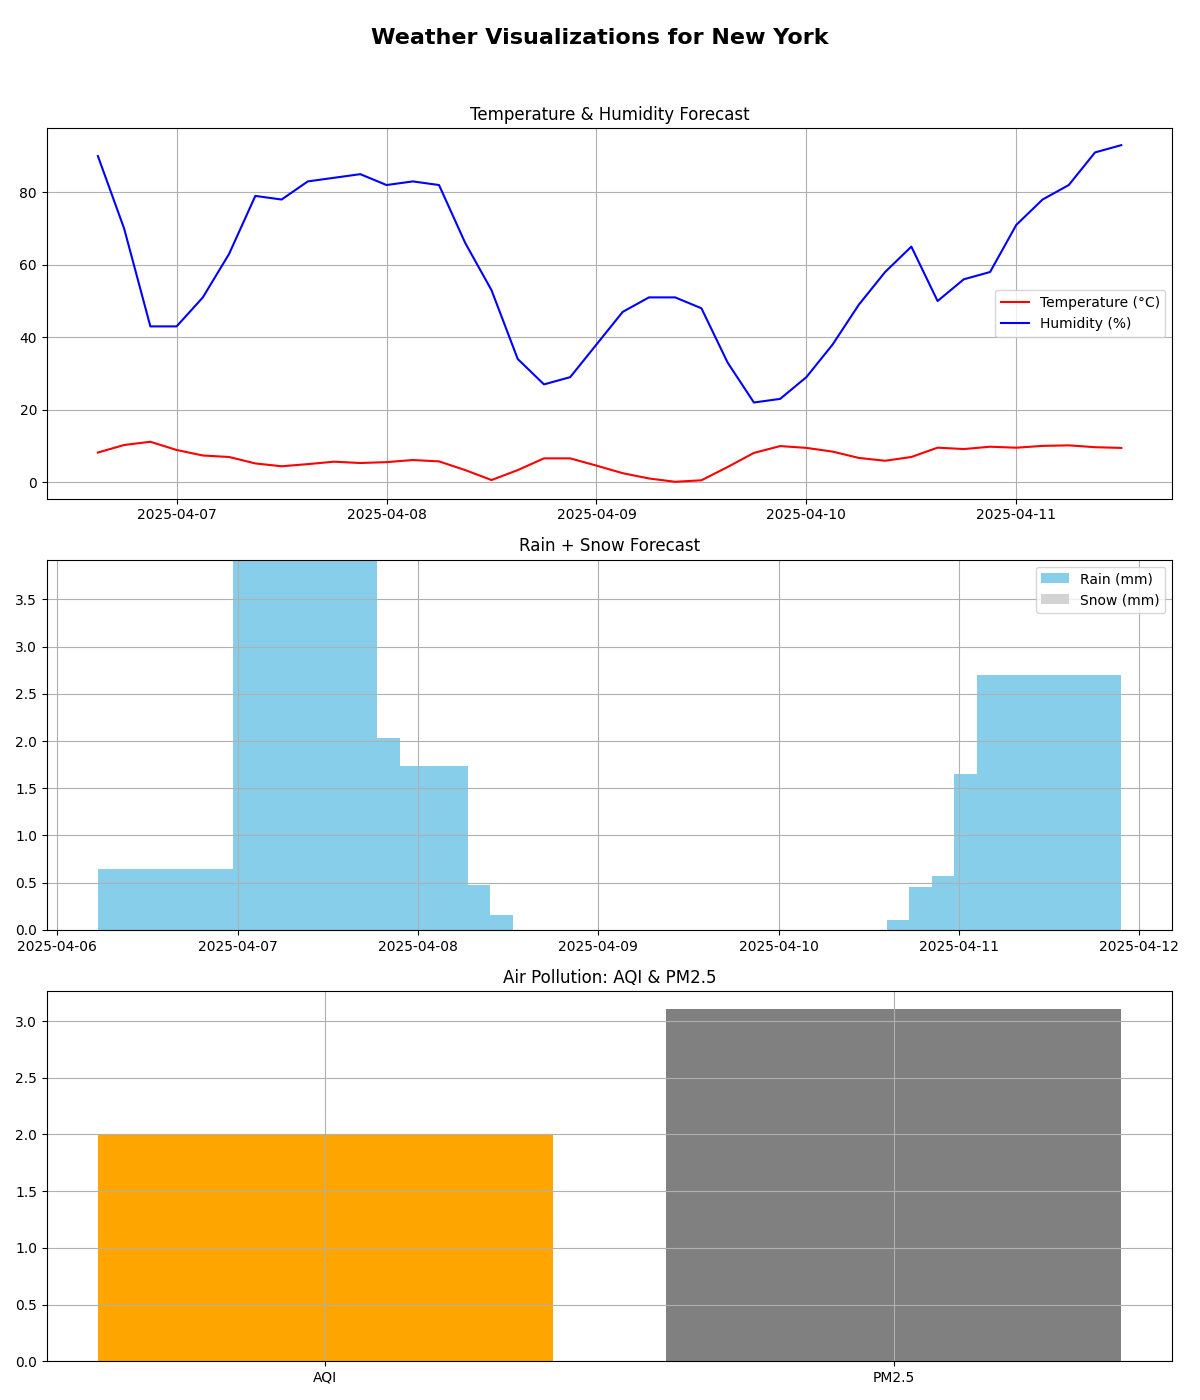 Weather Visualizations for New York
Temperature & Humidity Forecast
80
60
40
20
0
Temperature (°C)
Humidity (%)
2025-04-07 2025-04-08 2025-04-09 2025-04-10 2025-04-11
Rain + Snow Forecast
3.5
3.0
2.5
2.0
1.5
1.0
0.5
0.0
Rain (mm)
Snow (mm)
2025-04-06 2025-04-07 2025-04-08 2025-04-09 2025-04-10 2025-04-11 2025-04-12
Air Pollution: AQI & PM2.5
3.0
2.5
2.0
1.5
1.0
0.5
0.0
AQI PM2.5